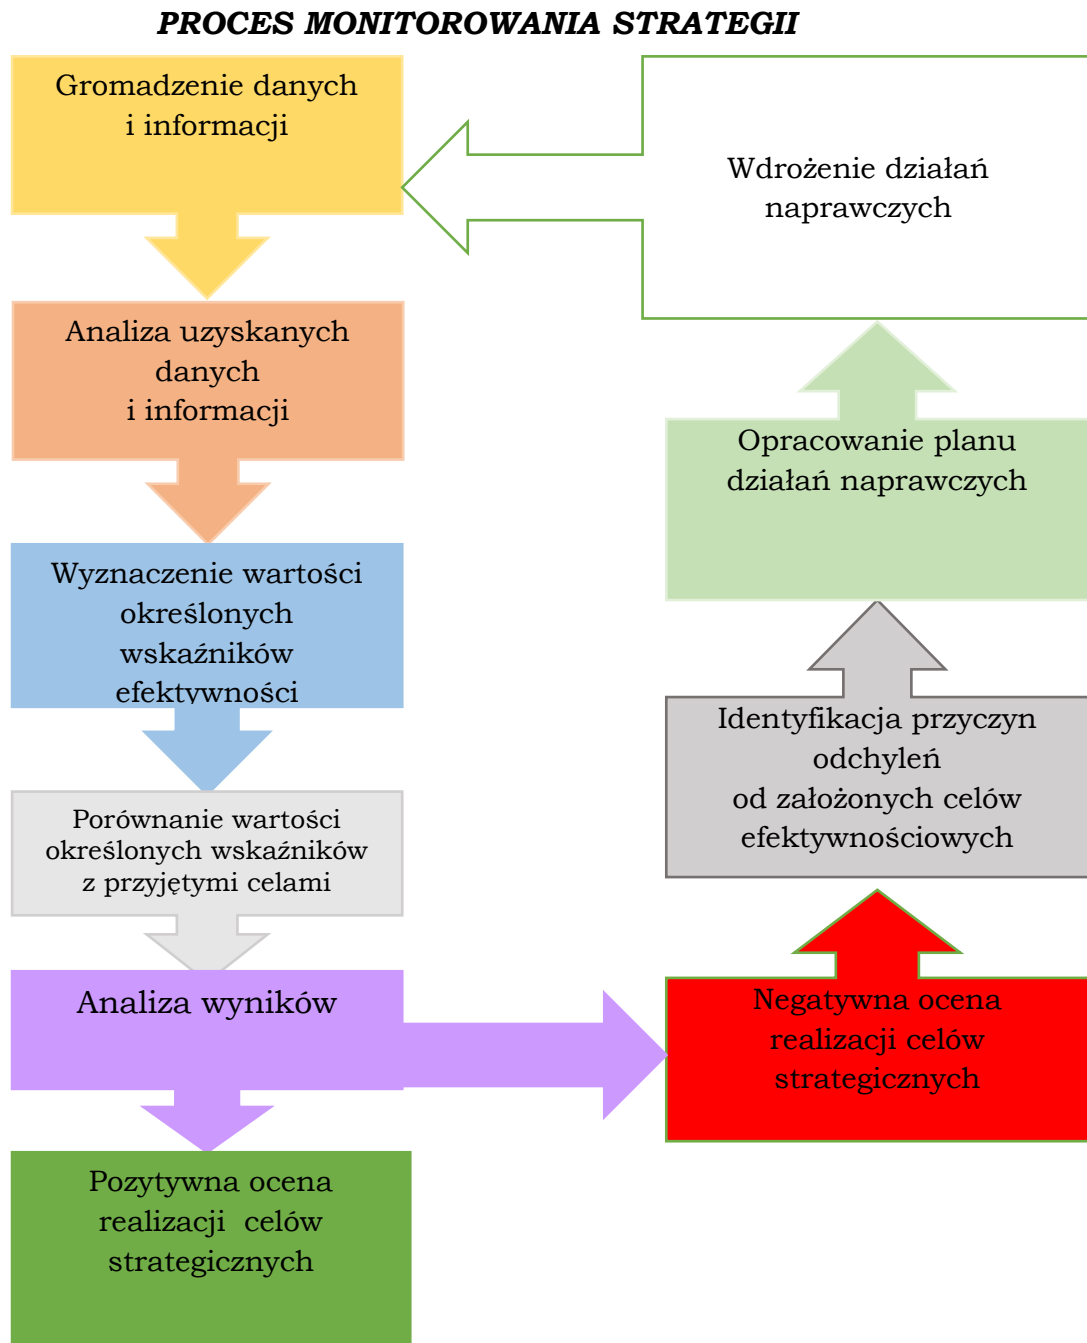 PROCES MONITOROWANIA STRATEGII
Gromadzenie danych
i informacji
Analiza uzyskanych
danych
i informacji
Wyznaczenie wartości
określonych
wskaźników
efektywności
Porównanie wartości
określonych wskaźników
z przyjętymi celami
Analiza wyników
Pozytywna ocena
realizacji celów
strategicznych
Negatywna ocena
realizacji celów
strategicznych
Identyfikacja przyczyn
odchyleń
od założonych celów
efektywnościowych
Opracowanie planu
działań naprawczych
Wdrożenie działań
naprawczych